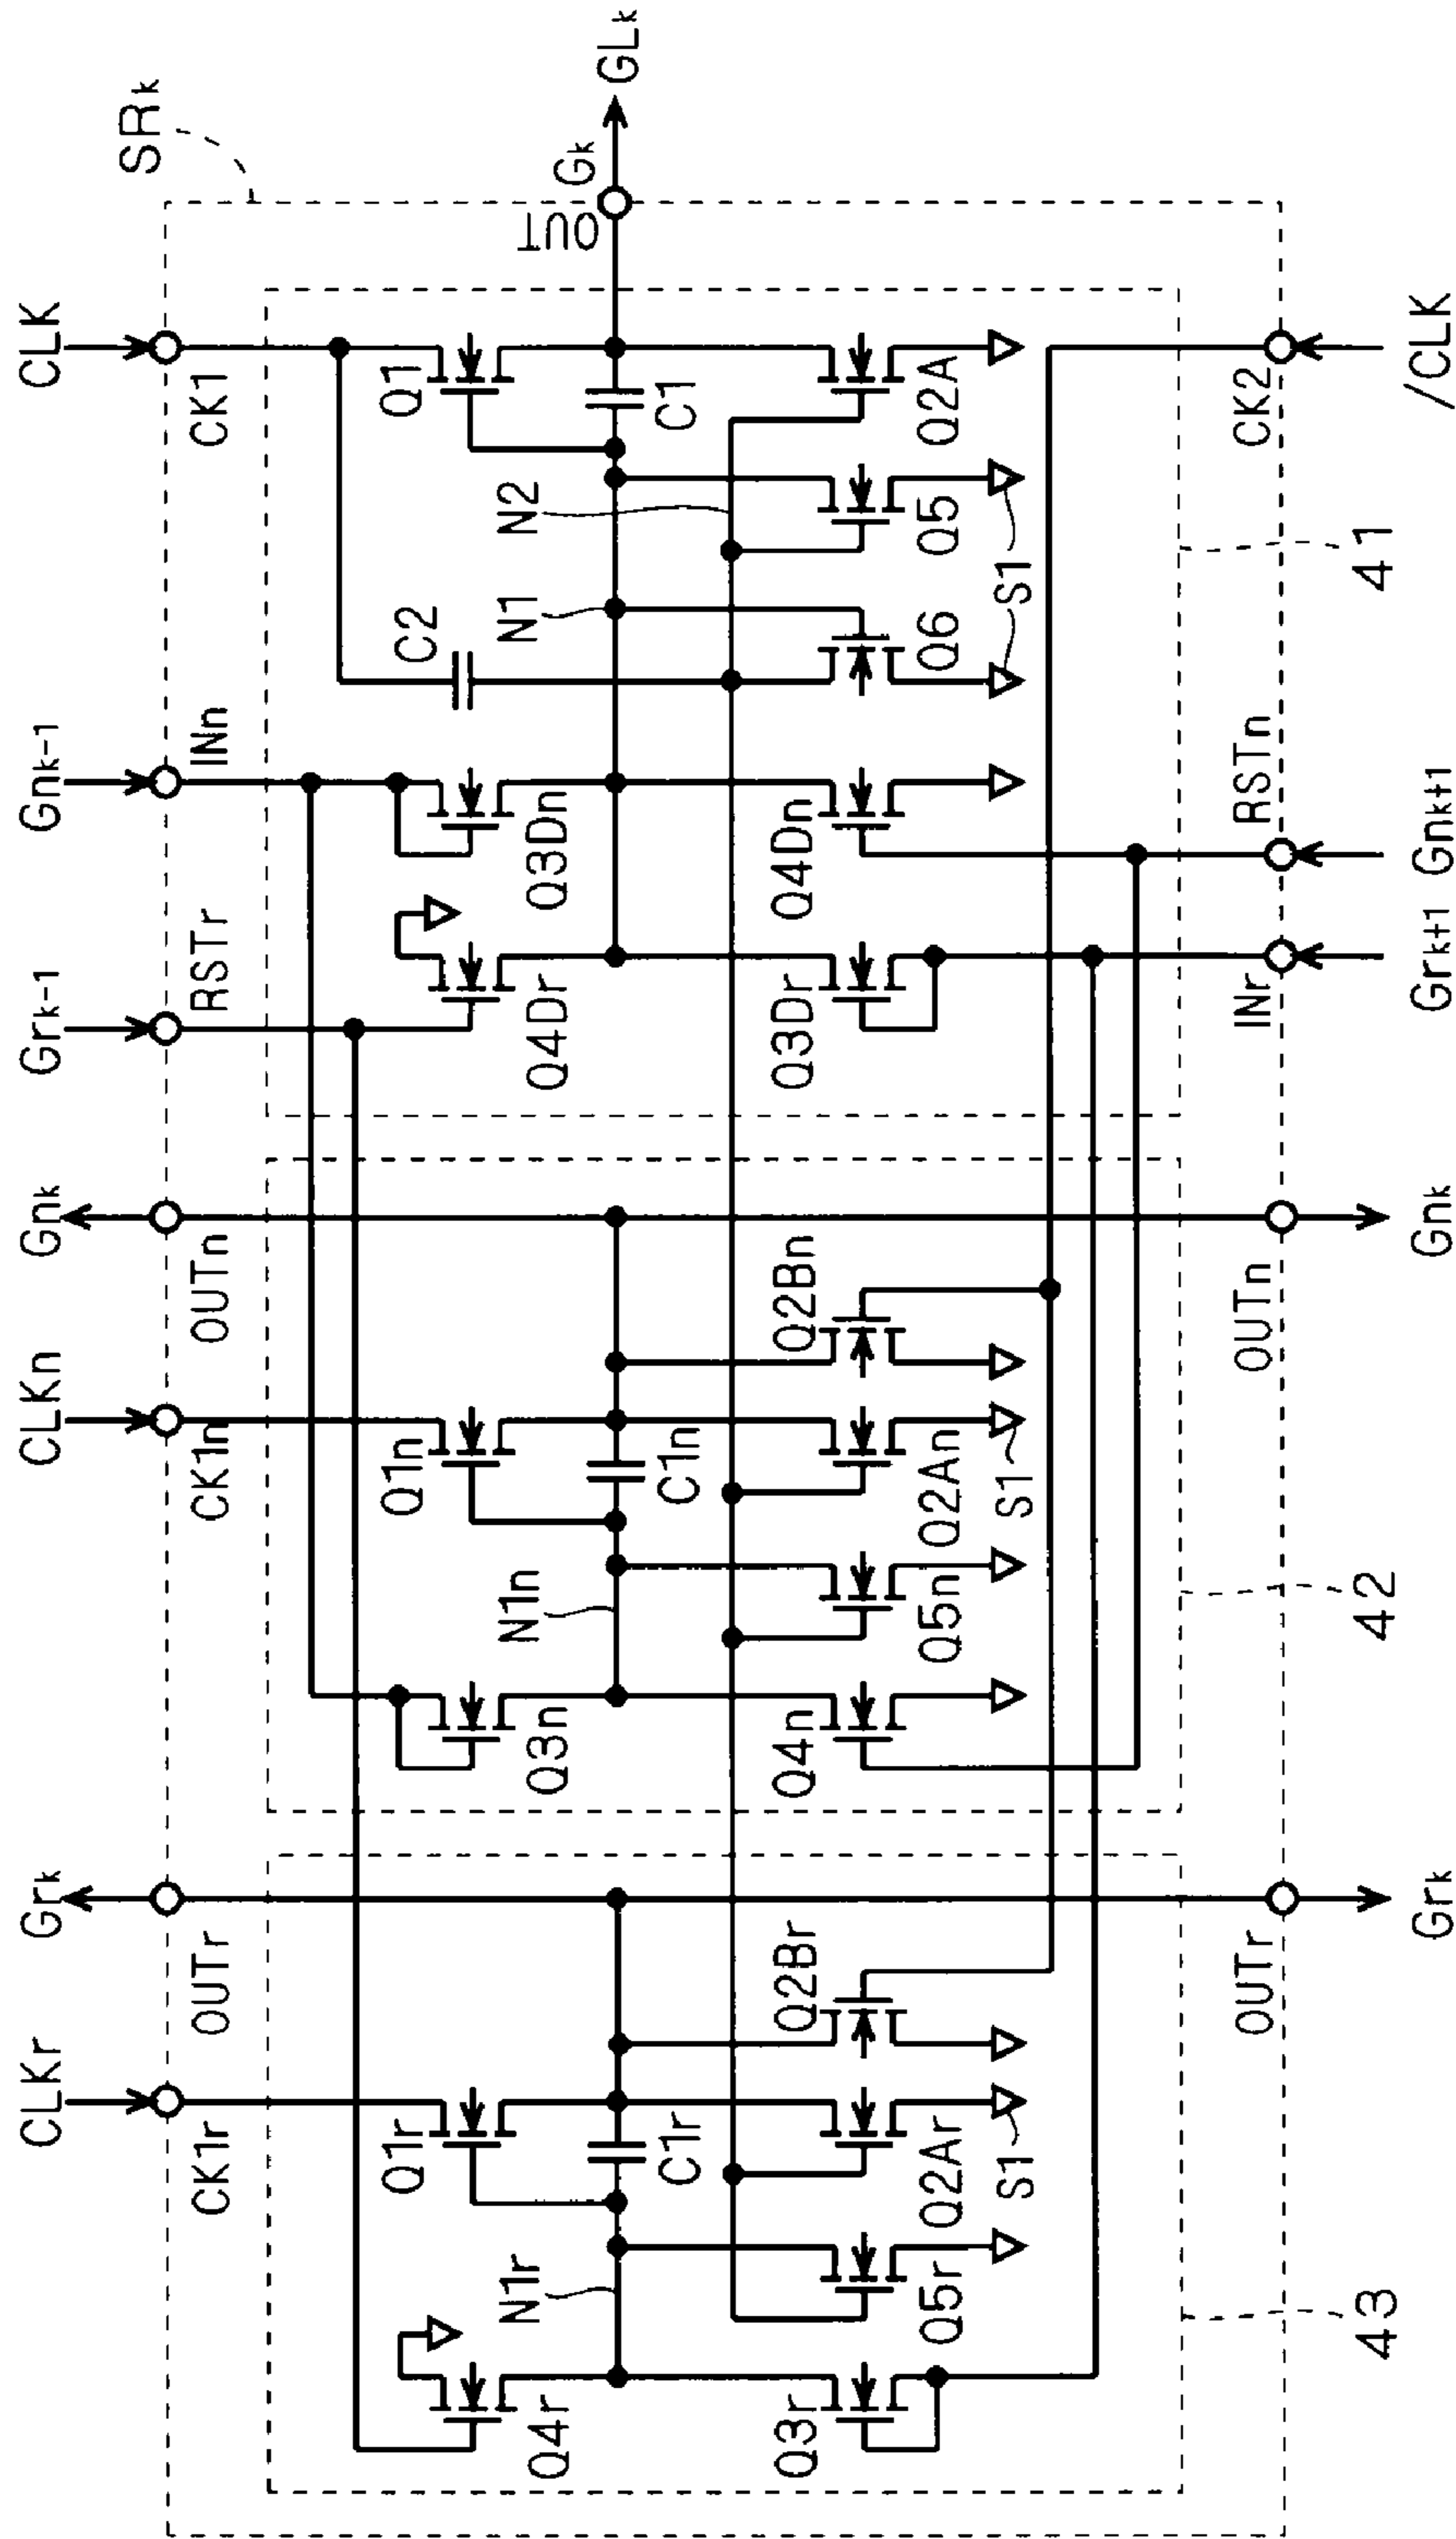 SRk
CLKr
Grk
CLKn
Gnk
Grk-1
Gnk-1
CLK
CK1r
OUTr
CK1n
OUTn
RSTr
INn
CK1
Q4r
Q1r
Q3n
Q1n
Q4Dr
Q3Dn
C2
Q1
N1r
C1r
N1n
C1n
N1
N2
C1
OUT
Gk
GLk
Q3r
Q5r
Q2Ar
Q2Br
Q4n
Q5n
Q2An
Q2Bn
Q3Dr
Q4Dn
Q6
Q5
Q2A
S1
S1
S1
OUTr
OUTn
INr
RSTn
CK2
43
42
41
Grk
Gnk
Grk+1
Gnk+1
/CLK